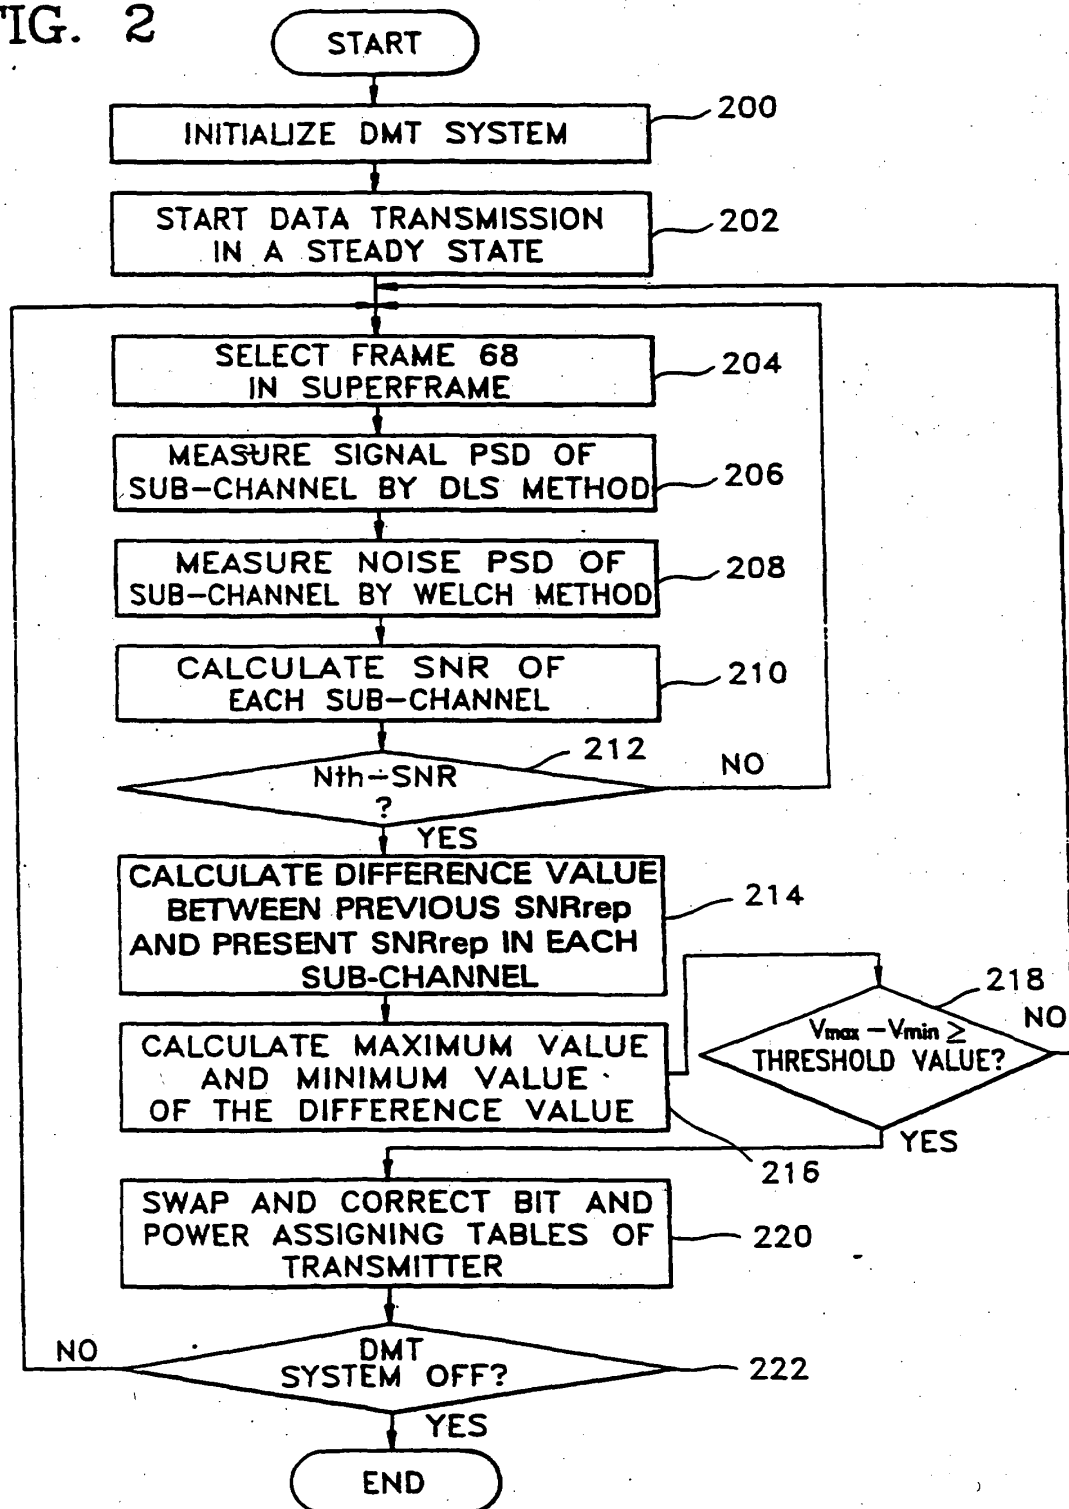 FIG. 2
START
INITIALIZE DMT SYSTEM
200
START DATA TRANSMISSION
IN A STEADY STATE
202
SELECT FRAME 68
IN SUPERFRAME
204
MEASURE SIGNAL PSD OF
SUB-CHANNEL BY DLS METHOD
206
MEASURE NOISE PSD OF
SUB-CHANNEL BY WELCH METHOD
208
CALCULATE SNR OF
EACH SUB-CHANNEL
210
Nth-SNR
?
212
NO
YES
CALCULATE DIFFERENCE VALUE
BETWEEN PREVIOUS SNRrep
AND PRESENT SNRrep IN EACH
SUB-CHANNEL
214
CALCULATE MAXIMUM VALUE
AND MINIMUM VALUE
OF THE DIFFERENCE VALUE
216
Vmax-Vmin ≥
THRESHOLD VALUE?
218
NO
YES
SWAP AND CORRECT BIT AND
POWER ASSIGNING TABLES OF
TRANSMITTER
220
DMT
SYSTEM OFF?
222
NO
YES
END